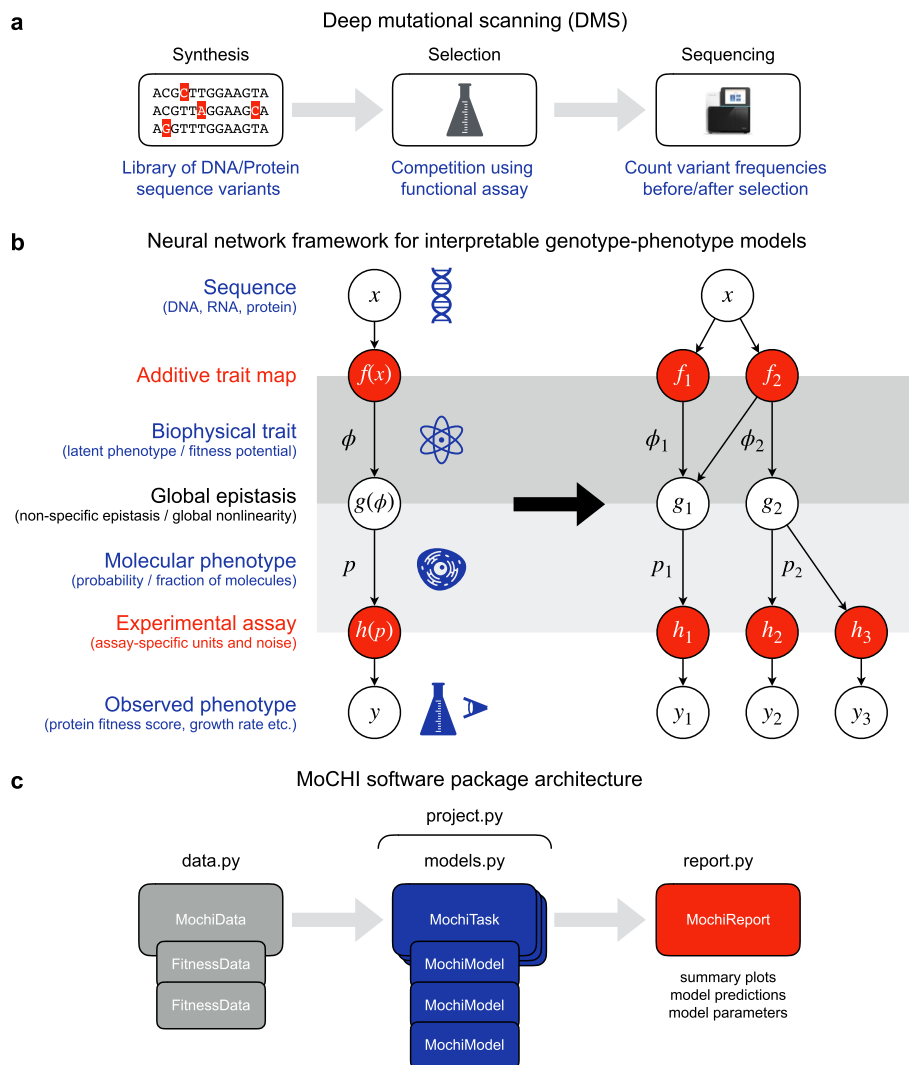 a
Deep mutational scanning (DMS)
Synthesis
Selection
Sequencing
ACGCTTGGAAGTA
ACGTTAGGAAGCA
AGGTTTGGAAGTA
Library of DNA/Protein
sequence variants
Competition using
functional assay
Count variant frequencies
before/after selection
b
Neural network framework for interpretable genotype-phenotype models
Sequence
(DNA, RNA, protein)
x
x
Additive trait map
f(x)
f₁
f₂
Biophysical trait
(latent phenotype / fitness potential)
ϕ
ϕ₁
ϕ₂
Global epistasis
(non-specific epistasis / global nonlinearity)
g(ϕ)
g₁
g₂
Molecular phenotype
(probability / fraction of molecules)
p
p₁
p₂
Experimental assay
(assay-specific units and noise)
h(p)
h₁
h₂
h₃
Observed phenotype
(protein fitness score, growth rate etc.)
y
y₁
y₂
y₃
c
MoCHI software package architecture
project.py
data.py
models.py
report.py
MochiData
MochiTask
MochiReport
FitnessData
MochiModel
FitnessData
MochiModel
MochiModel
summary plots
model predictions
model parameters